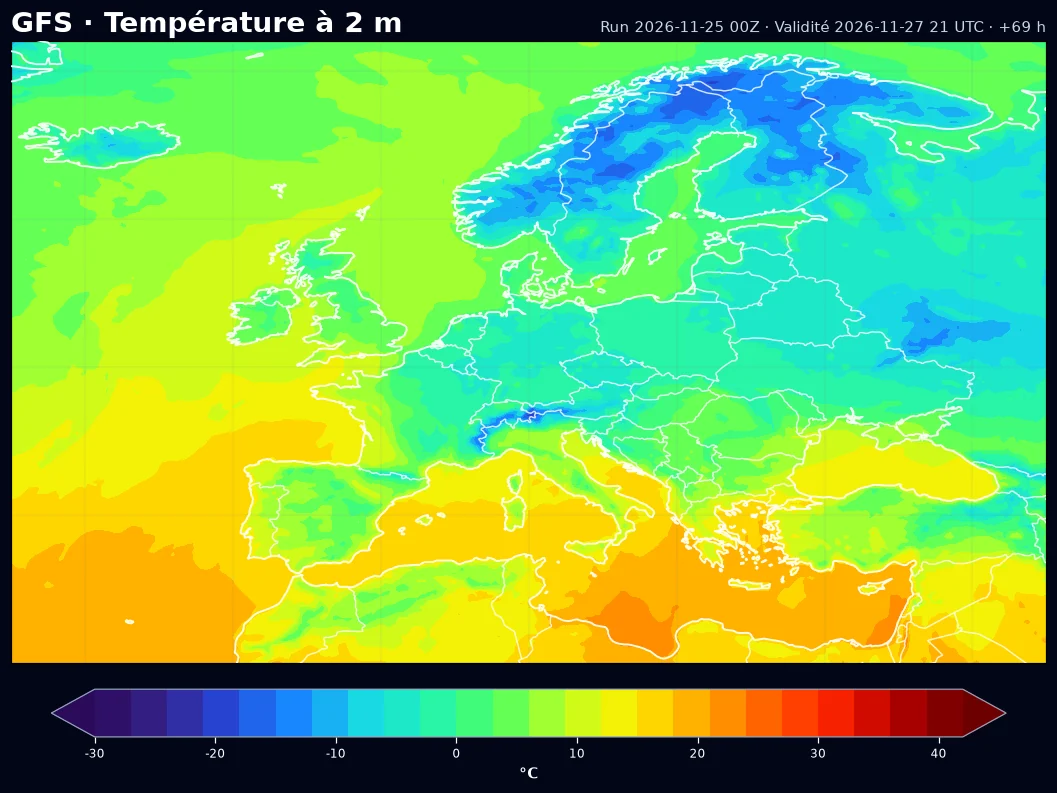 GFS · Température à 2 m
Run 2026-11-25 00Z · Validité 2026-11-27 21 UTC · +69 h
-30 -20 -10 0 10 20 30 40
°C